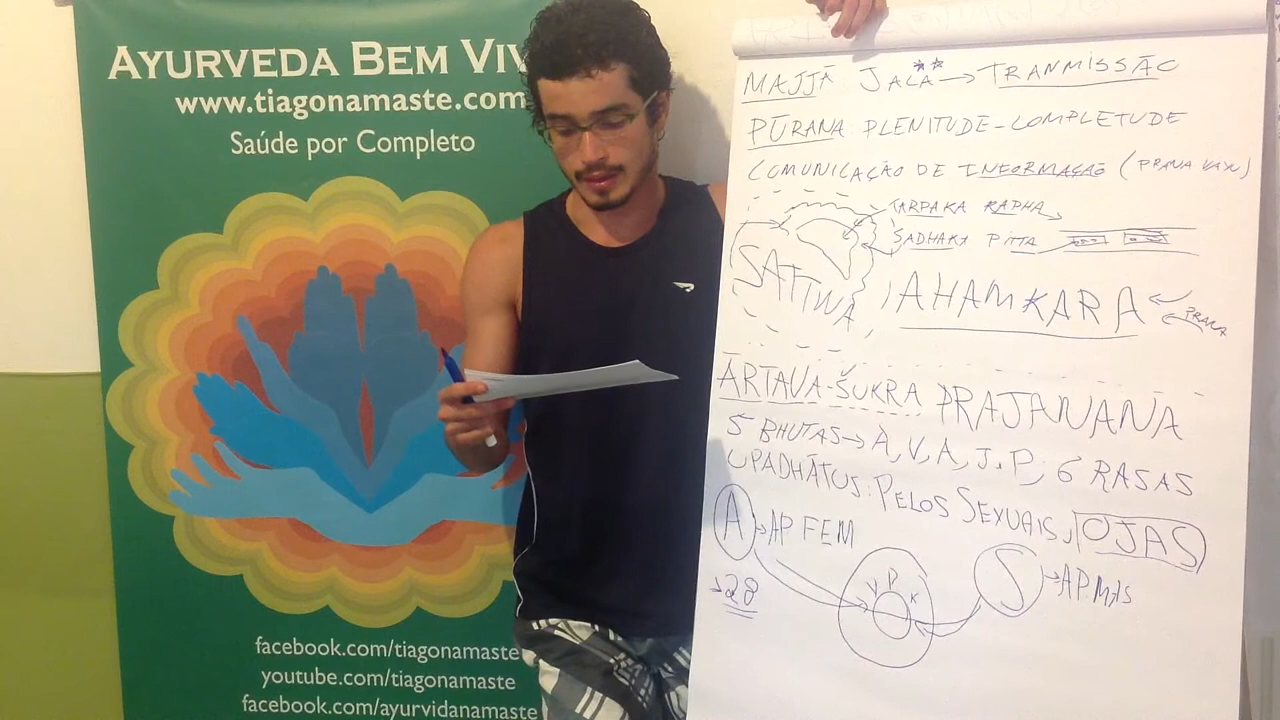 AYURVEDA BEM VIV
www.tiagonamaste.com
Saúde por Completo
facebook.com/tiagonamaste
youtube.com/tiagonamaste
facebook.com/ayurvidanamaste
MAJJĀ: JALA** → TRANMISSÃO
PŪRANA: PLENITUDE-COMPLETUDE
COMUNICAÇÃO DE INFORMAÇÃO (PRANA VAYU)
TARPAKA KAPHA
SADHAKA PITTA
SATTWA
AHAMKARA
PRANA
ĀRTAVA-ŠUKRA PRAJANANA
5 BHUTAS → A, V, A, J, P, 6 RASAS
UPADHĀTUS: PELOS SEXUAIS, OJAS
A → AP FEM
S → AP. MAS
V P K
→ 28